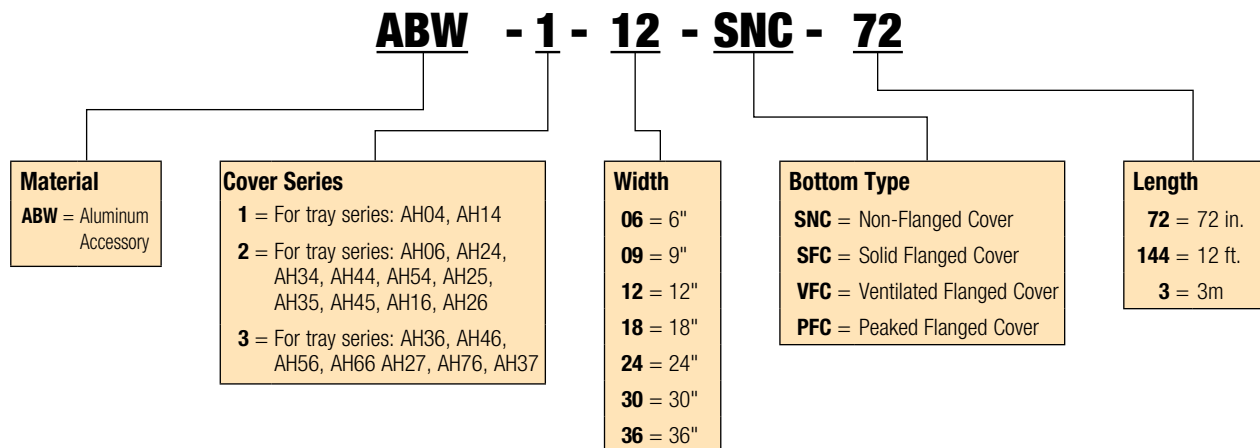 ABW - 1 - 12 - SNC - 72
Material
ABW = Aluminum
Accessory
Cover Series
1 = For tray series: AH04, AH14
2 = For tray series: AH06, AH24,
AH34, AH44, AH54, AH25,
AH35, AH45, AH16, AH26
3 = For tray series: AH36, AH46,
AH56, AH66 AH27, AH76, AH37
Width
06 = 6"
09 = 9"
12 = 12"
18 = 18"
24 = 24"
30 = 30"
36 = 36"
Bottom Type
SNC = Non-Flanged Cover
SFC = Solid Flanged Cover
VFC = Ventilated Flanged Cover
PFC = Peaked Flanged Cover
Length
72 = 72 in.
144 = 12 ft.
3 = 3m